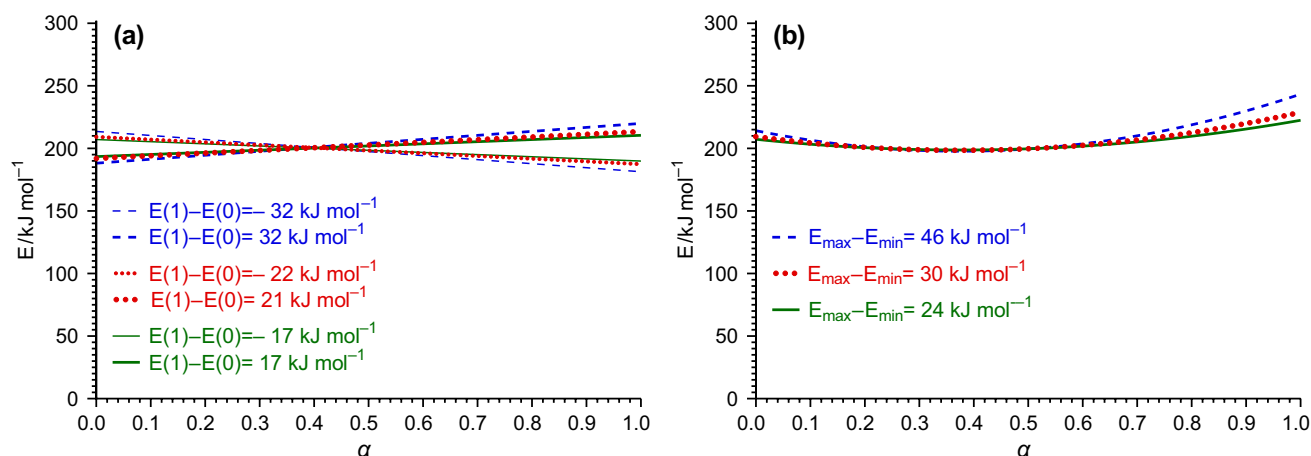 (a)
300
250
200
150
100
50
0
E/kJ mol⁻¹
E(1)–E(0)=– 32 kJ mol⁻¹
E(1)–E(0)= 32 kJ mol⁻¹
E(1)–E(0)=– 22 kJ mol⁻¹
E(1)–E(0)= 21 kJ mol⁻¹
E(1)–E(0)=– 17 kJ mol⁻¹
E(1)–E(0)= 17 kJ mol⁻¹
0.0 0.1 0.2 0.3 0.4 0.5 0.6 0.7 0.8 0.9 1.0
α
(b)
300
250
200
150
100
50
0
E/kJ mol⁻¹
Emax–Emin= 46 kJ mol⁻¹
Emax–Emin= 30 kJ mol⁻¹
Emax–Emin= 24 kJ mol⁻¹
0.0 0.1 0.2 0.3 0.4 0.5 0.6 0.7 0.8 0.9 1.0
α